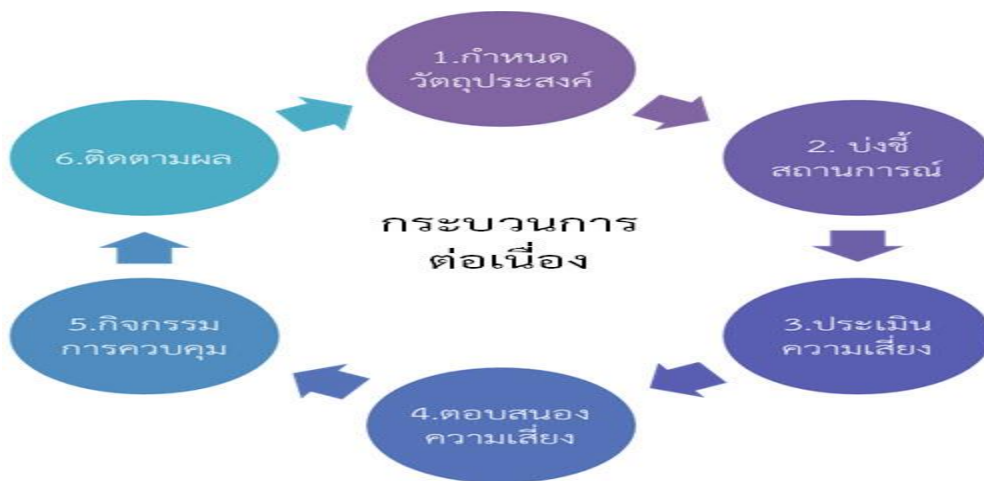 1.กำหนด
วัตถุประสงค์
2. บ่งชี้
สถานการณ์
3.ประเมิน
ความเสี่ยง
4.ตอบสนอง
ความเสี่ยง
5.กิจกรรม
การควบคุม
6.ติดตามผล
กระบวนการ
ต่อเนื่อง